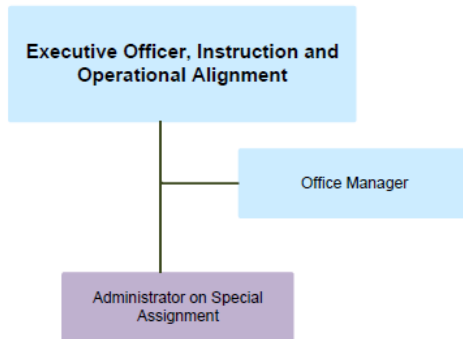 Executive Officer, Instruction and
Operational Alignment
Office Manager
Administrator on Special
Assignment